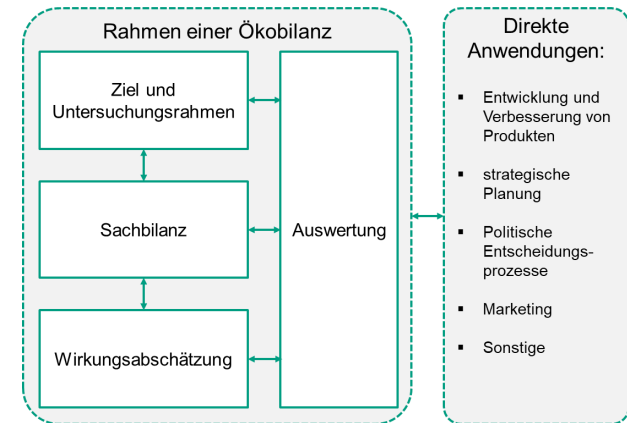 Rahmen einer Ökobilanz
Ziel und
Untersuchungsrahmen
Sachbilanz
Wirkungsabschätzung
Auswertung
Direkte
Anwendungen:
▪ Entwicklung und
Verbesserung von
Produkten
▪ strategische
Planung
▪ Politische
Entscheidungs-
prozesse
▪ Marketing
▪ Sonstige